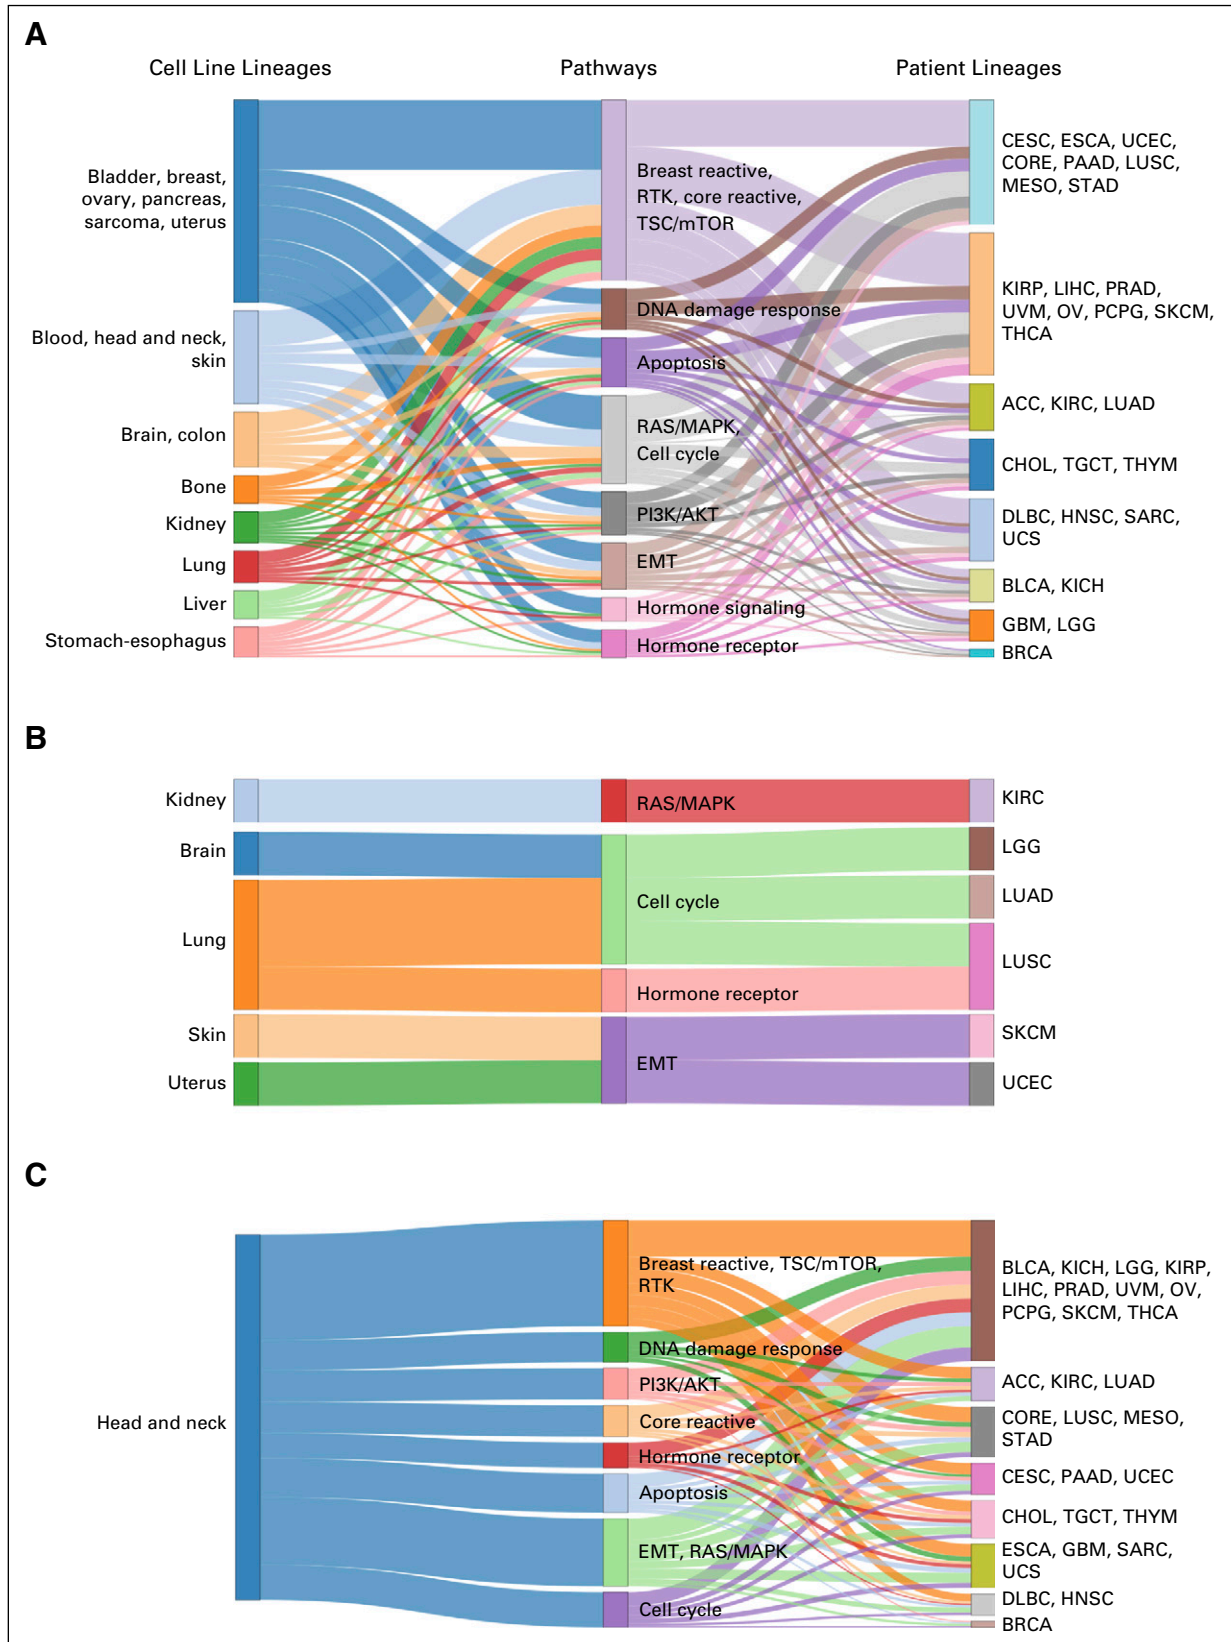 A
Cell Line Lineages
Pathways
Patient Lineages
Bladder, breast,
ovary, pancreas,
sarcoma, uterus
Blood, head and neck,
skin
Brain, colon
Bone
Kidney
Lung
Liver
Stomach-esophagus
Breast reactive,
RTK, core reactive,
TSC/mTOR
DNA damage response
Apoptosis
RAS/MAPK,
Cell cycle
PI3K/AKT
EMT
Hormone signaling
Hormone receptor
CESC, ESCA, UCEC,
CORE, PAAD, LUSC,
MESO, STAD
KIRP, LIHC, PRAD,
UVM, OV, PCPG, SKCM,
THCA
ACC, KIRC, LUAD
CHOL, TGCT, THYM
DLBC, HNSC, SARC,
UCS
BLCA, KICH
GBM, LGG
BRCA
B
Kidney
Brain
Lung
Skin
Uterus
RAS/MAPK
Cell cycle
Hormone receptor
EMT
KIRC
LGG
LUAD
LUSC
SKCM
UCEC
C
Head and neck
Breast reactive, TSC/mTOR,
RTK
DNA damage response
PI3K/AKT
Core reactive
Hormone receptor
Apoptosis
EMT, RAS/MAPK
Cell cycle
BLCA, KICH, LGG, KIRP,
LIHC, PRAD, UVM, OV,
PCPG, SKCM, THCA
ACC, KIRC, LUAD
CORE, LUSC, MESO,
STAD
CESC, PAAD, UCEC
CHOL, TGCT, THYM
ESCA, GBM, SARC,
UCS
DLBC, HNSC
BRCA